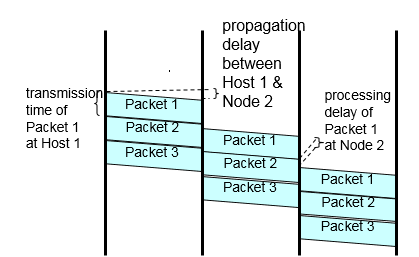 propagation
delay
between
Host 1 &
Node 2
transmission
time of
Packet 1
at Host 1
processing
delay of
Packet 1
at Node 2
Packet 1
Packet 2
Packet 3
Packet 1
Packet 2
Packet 3
Packet 1
Packet 2
Packet 3